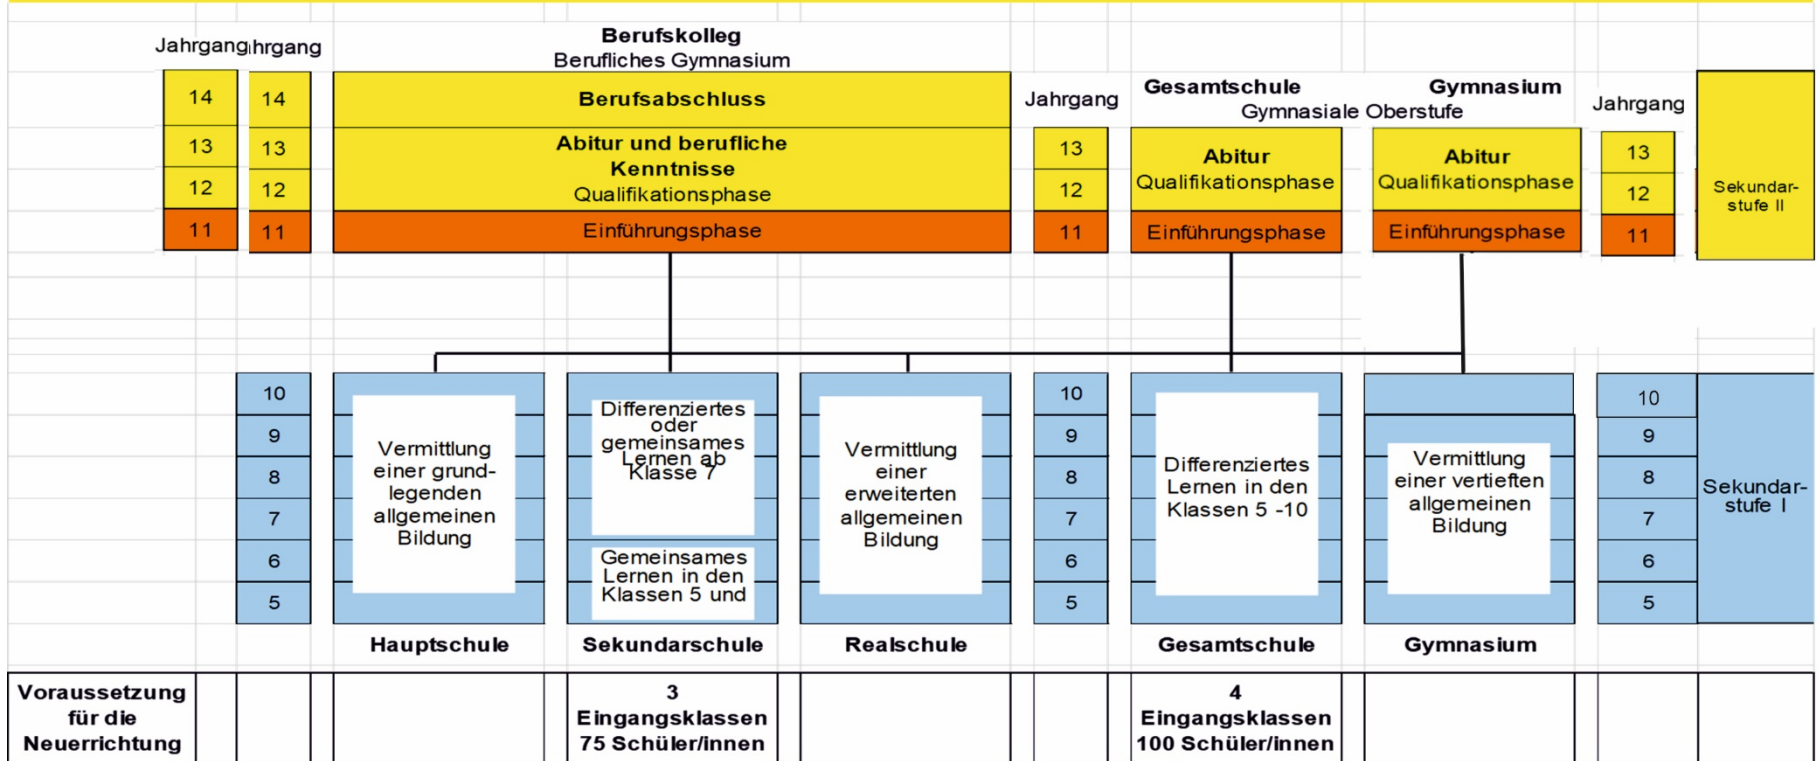 Berufskolleg
Berufliches Gymnasium
Jahrgang
hrgang
14
14
Berufsabschluss
13
13
Abitur und berufliche
Kenntnisse
12
12
Qualifikationsphase
11
11
Einführungsphase
Jahrgang
13
12
11
Gesamtschule
Gymnasium
Gymnasiale Oberstufe
Abitur
Qualifikationsphase
Einführungsphase
Abitur
Qualifikationsphase
Einführungsphase
Jahrgang
13
12
11
Sekundar-
stufe II
10
9
8
7
6
5
Vermittlung
einer grund-
legenden
allgemeinen
Bildung
Hauptschule
Differenziertes
oder
gemeinsames
Lernen ab
Klasse 7
Gemeinsames
Lernen in den
Klassen 5 und
Sekundarschule
Vermittlung
einer
erweiterten
allgemeinen
Bildung
Realschule
10
9
8
7
6
5
Differenziertes
Lernen in den
Klassen 5 -10
Gesamtschule
Vermittlung
einer vertieften
allgemeinen
Bildung
Gymnasium
10
9
8
7
6
5
Sekundar-
stufe I
Voraussetzung
für die
Neuerrichtung
3
Eingangsklassen
75 Schüler/innen
4
Eingangsklassen
100 Schüler/innen